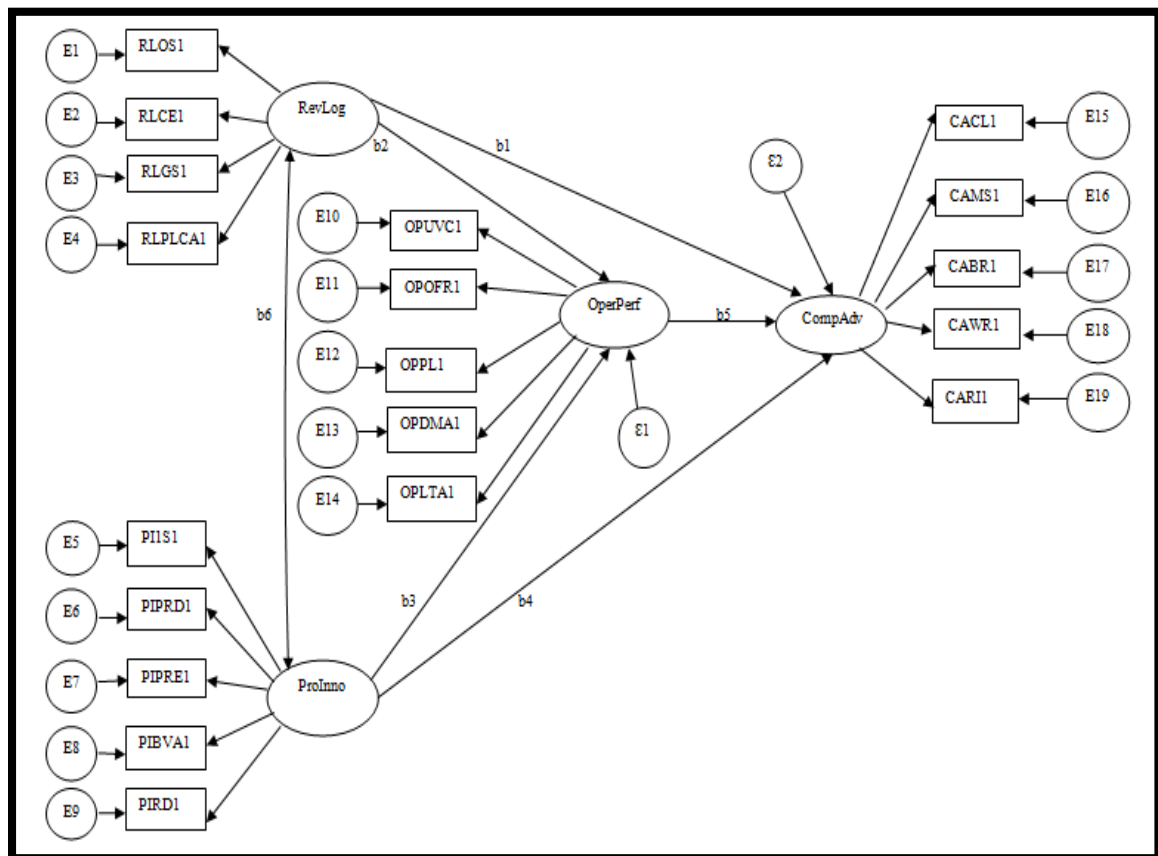 E1
RLOS1
RevLog
E2
RLCE1
E3
RLGS1
E4
RLPLCA1
b2
b1
ε2
CACL1
E15
CAMS1
E16
CABR1
E17
CAWR1
E18
CARI1
E19
E10
OPUVC1
E11
OPOFR1
E12
OPPL1
E13
OPDMA1
E14
OPLTA1
OperPerf
b5
CompAdv
b6
ε1
E5
PI1S1
E6
PIPRD1
E7
PIPRE1
E8
PIBVA1
E9
PIRD1
ProInno
b3
b4